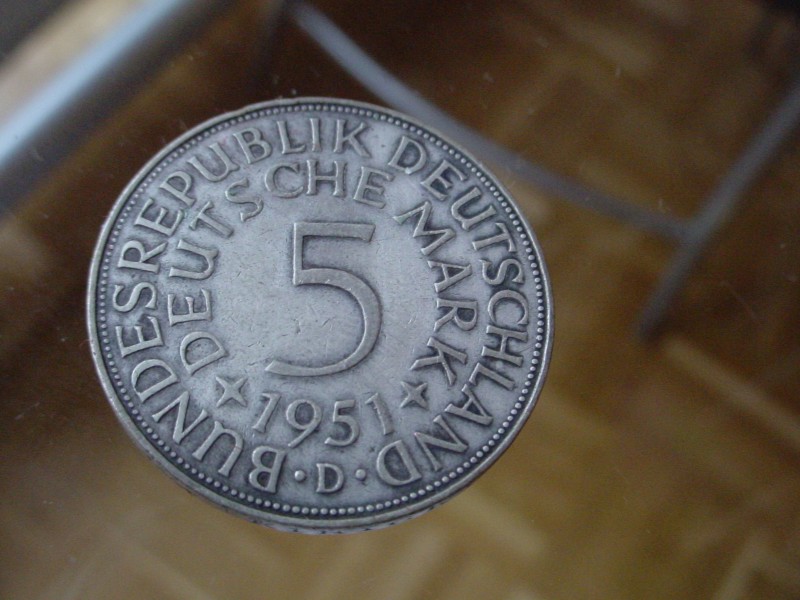 BUNDESREPUBLIK DEUTSCHLAND
DEUTSCHE MARK
5
1951
· D ·